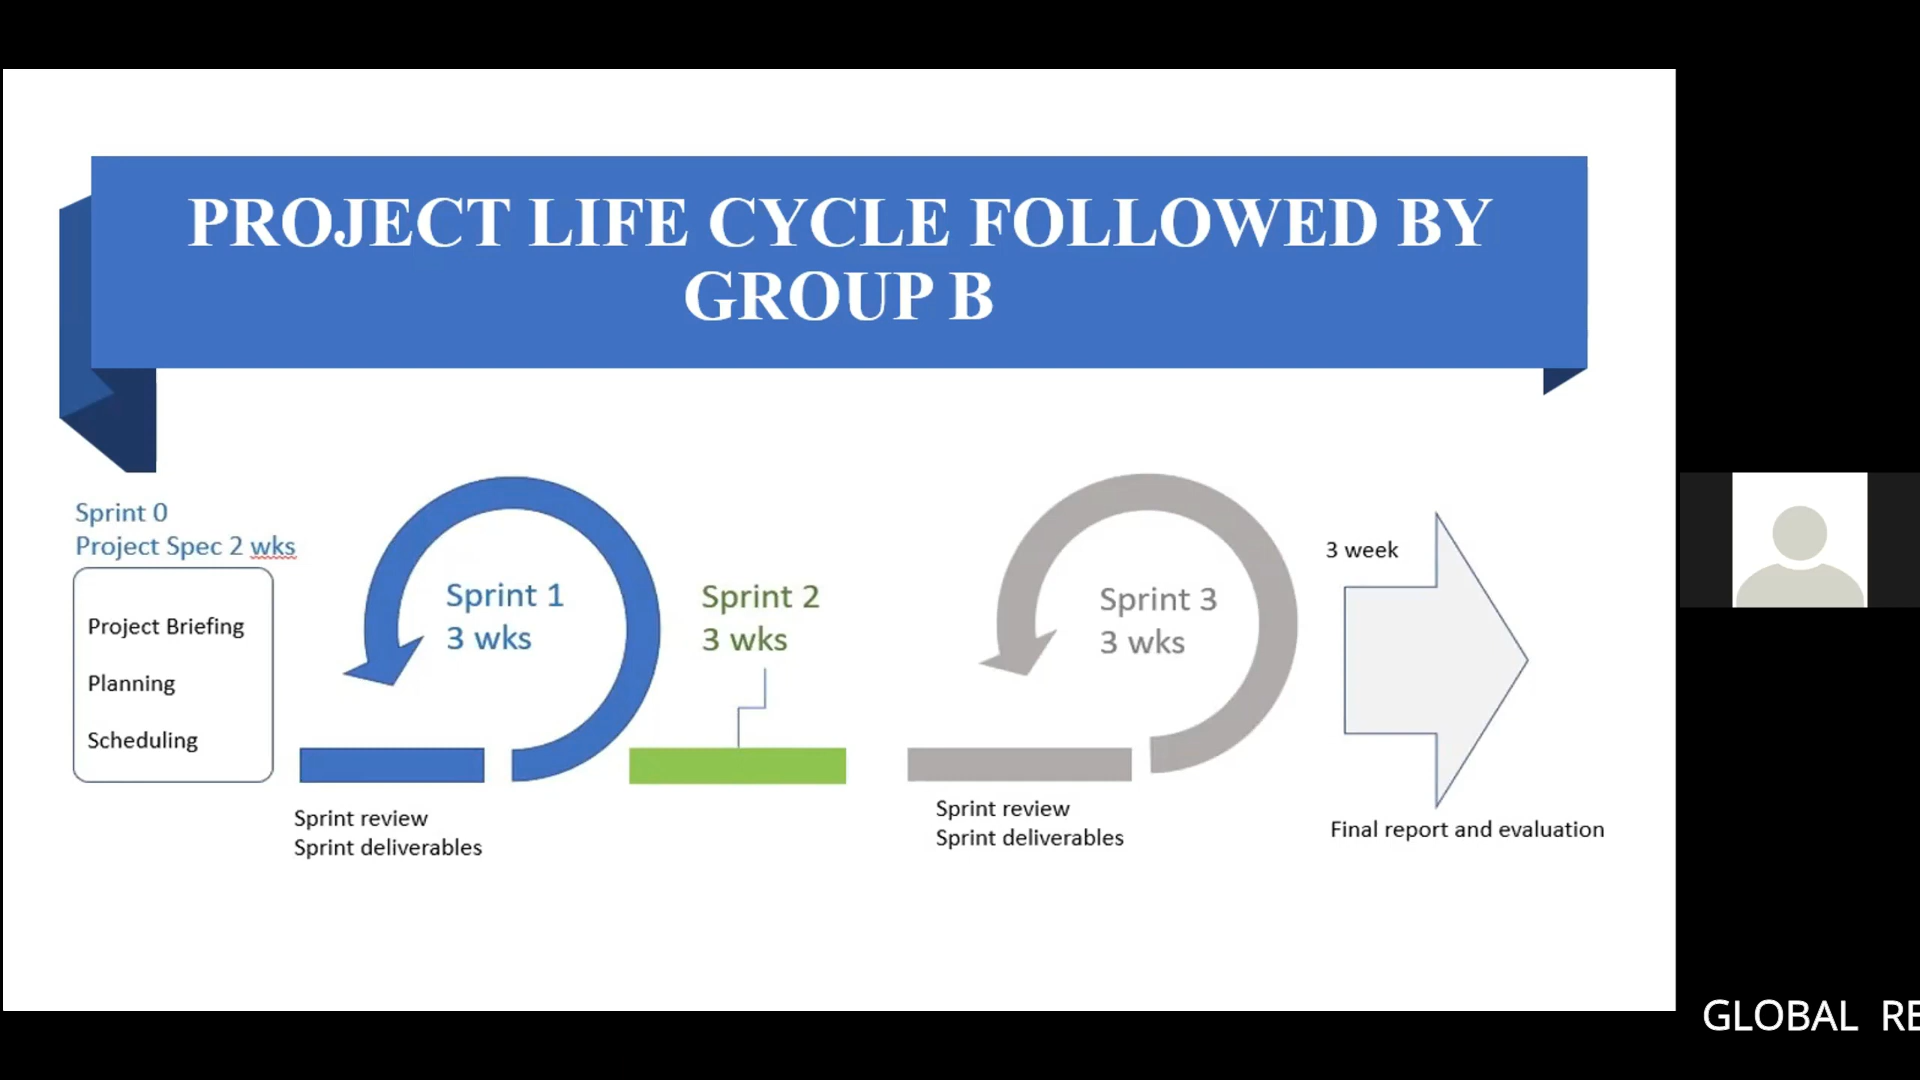 PROJECT LIFE CYCLE FOLLOWED BY
GROUP B
Sprint 0
Project Spec 2 wks
Project Briefing
Planning
Scheduling
Sprint 1
3 wks
Sprint review
Sprint deliverables
Sprint 2
3 wks
Sprint 3
3 wks
Sprint review
Sprint deliverables
3 week
Final report and evaluation
GLOBAL